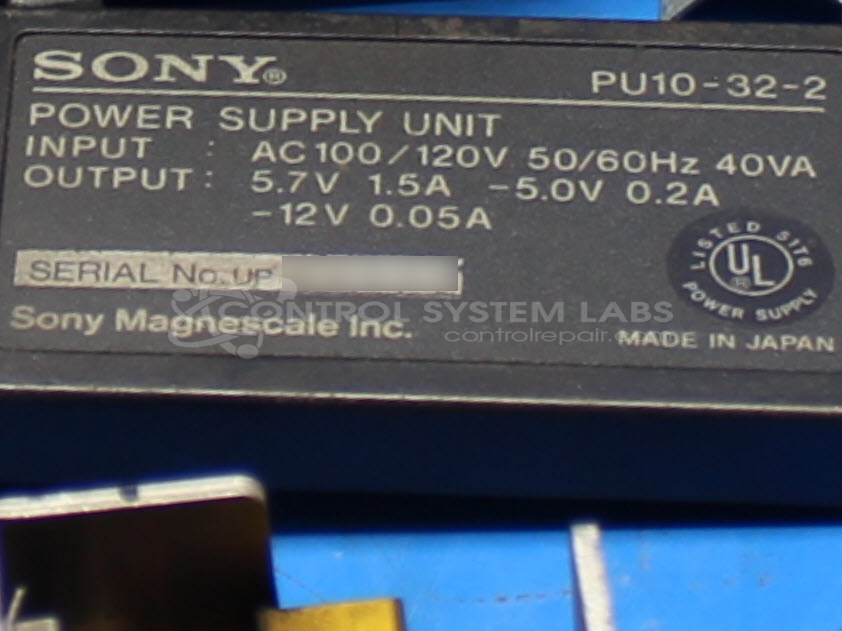 SONY® PU10-32-2
POWER SUPPLY UNIT
INPUT : AC100/120V 50/60Hz 40VA
OUTPUT : 5.7V 1.5A -5.0V 0.2A
-12V 0.05A
LISTED 5176
UL®
POWER SUPPLY
SERIAL No. UP
CONTROL SYSTEM LABS
Sony Magnescale Inc.
controlrepair.com
MADE IN JAPAN